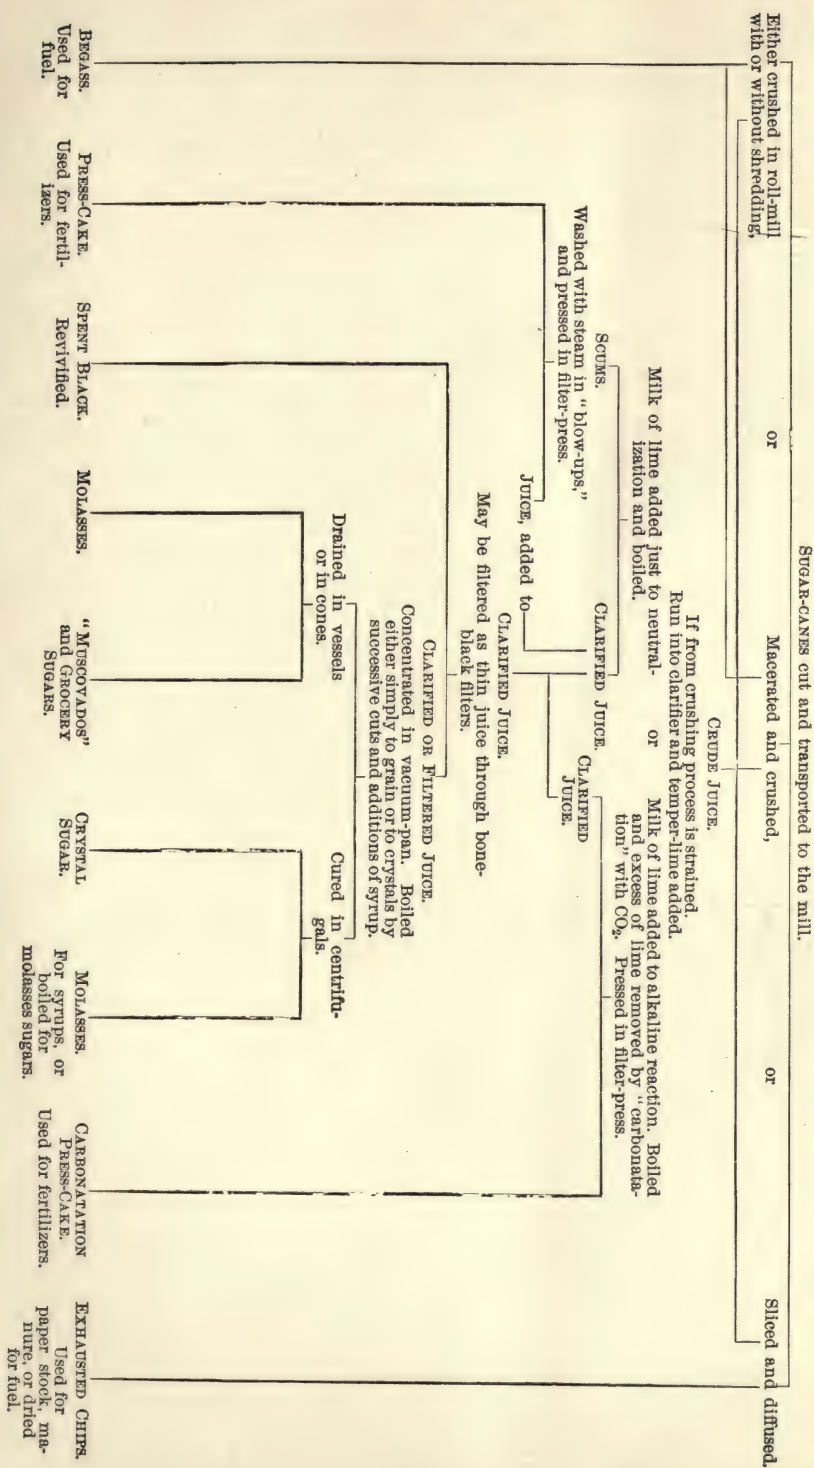 SUGAR-CANES cut and transported to the mill.
Either crushed in roll-mill
with or without shredding,
or
Macerated and crushed,
or
Sliced and diffused.
CRUDE JUICE.
If from crushing process is strained.
Run into clarifier and temper-lime added.
Milk of lime added just to neutral-
ization and boiled.
or
Milk of lime added to alkaline reaction. Boiled
and excess of lime removed by "carbonata-
tion" with CO₂. Pressed in filter-press.
SCUMS.
Washed with steam in "blow-ups,"
and pressed in filter-press.
CLARIFIED JUICE.
CLARIFIED
JUICE.
JUICE, added to
CLARIFIED JUICE.
May be filtered as thin juice through bone-
black filters.
CLARIFIED OR FILTERED JUICE.
Concentrated in vacuum-pan. Boiled
either simply to grain or to crystals by
successive cuts and additions of syrup.
Drained in vessels
or in cones.
Cured in centrifu-
gals.
BEGASS.
Used for
fuel.
PRESS-CAKE.
Used for fertil-
izers.
SPENT BLACK.
Revivified.
MOLASSES.
"MUSCOVADOS"
and GROCERY
SUGARS.
CRYSTAL
SUGAR.
MOLASSES.
For syrups, or
boiled for
molasses sugars.
CARBONATATION
PRESS-CAKE.
Used for fertilizers.
EXHAUSTED CHIPS.
Used for
paper stock, ma-
nure, or dried
for fuel.